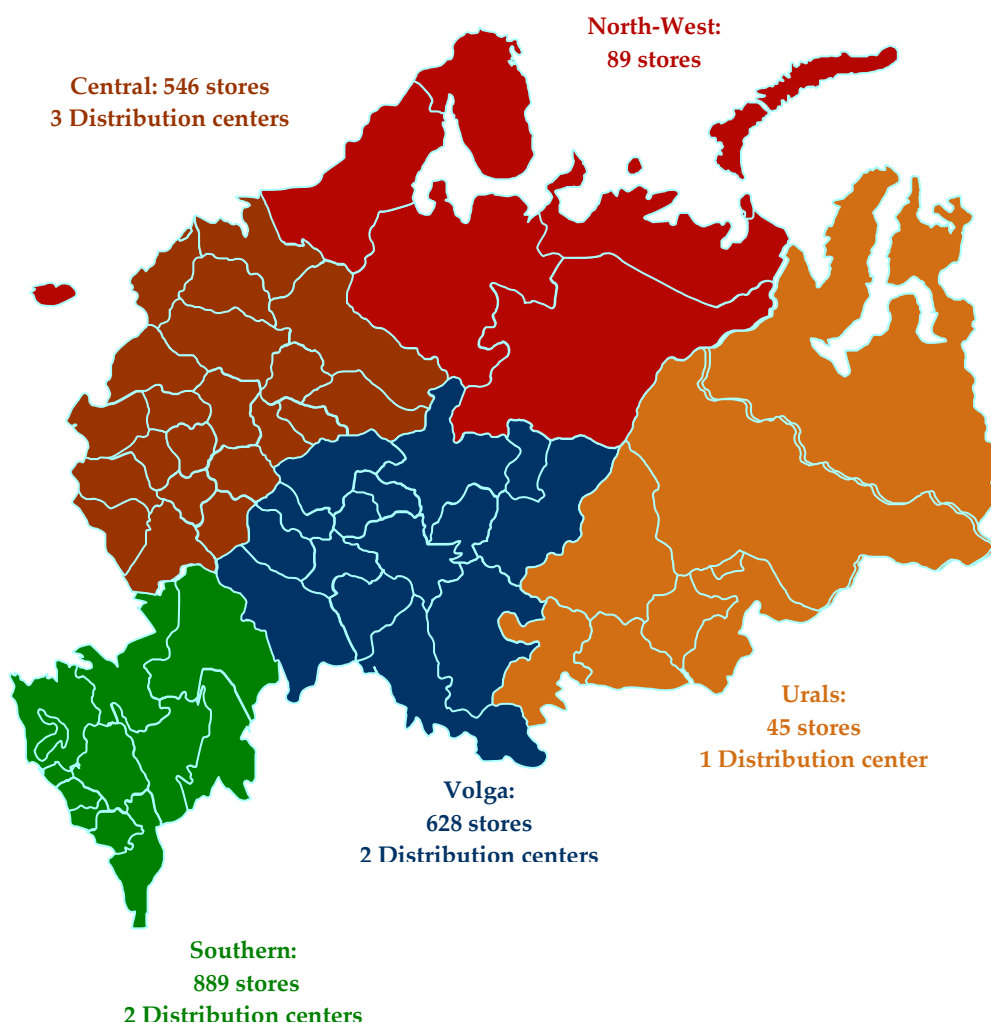 North-West:
89 stores
Central: 546 stores
3 Distribution centers
Urals:
45 stores
1 Distribution center
Volga:
628 stores
2 Distribution centers
Southern:
889 stores
2 Distribution centers